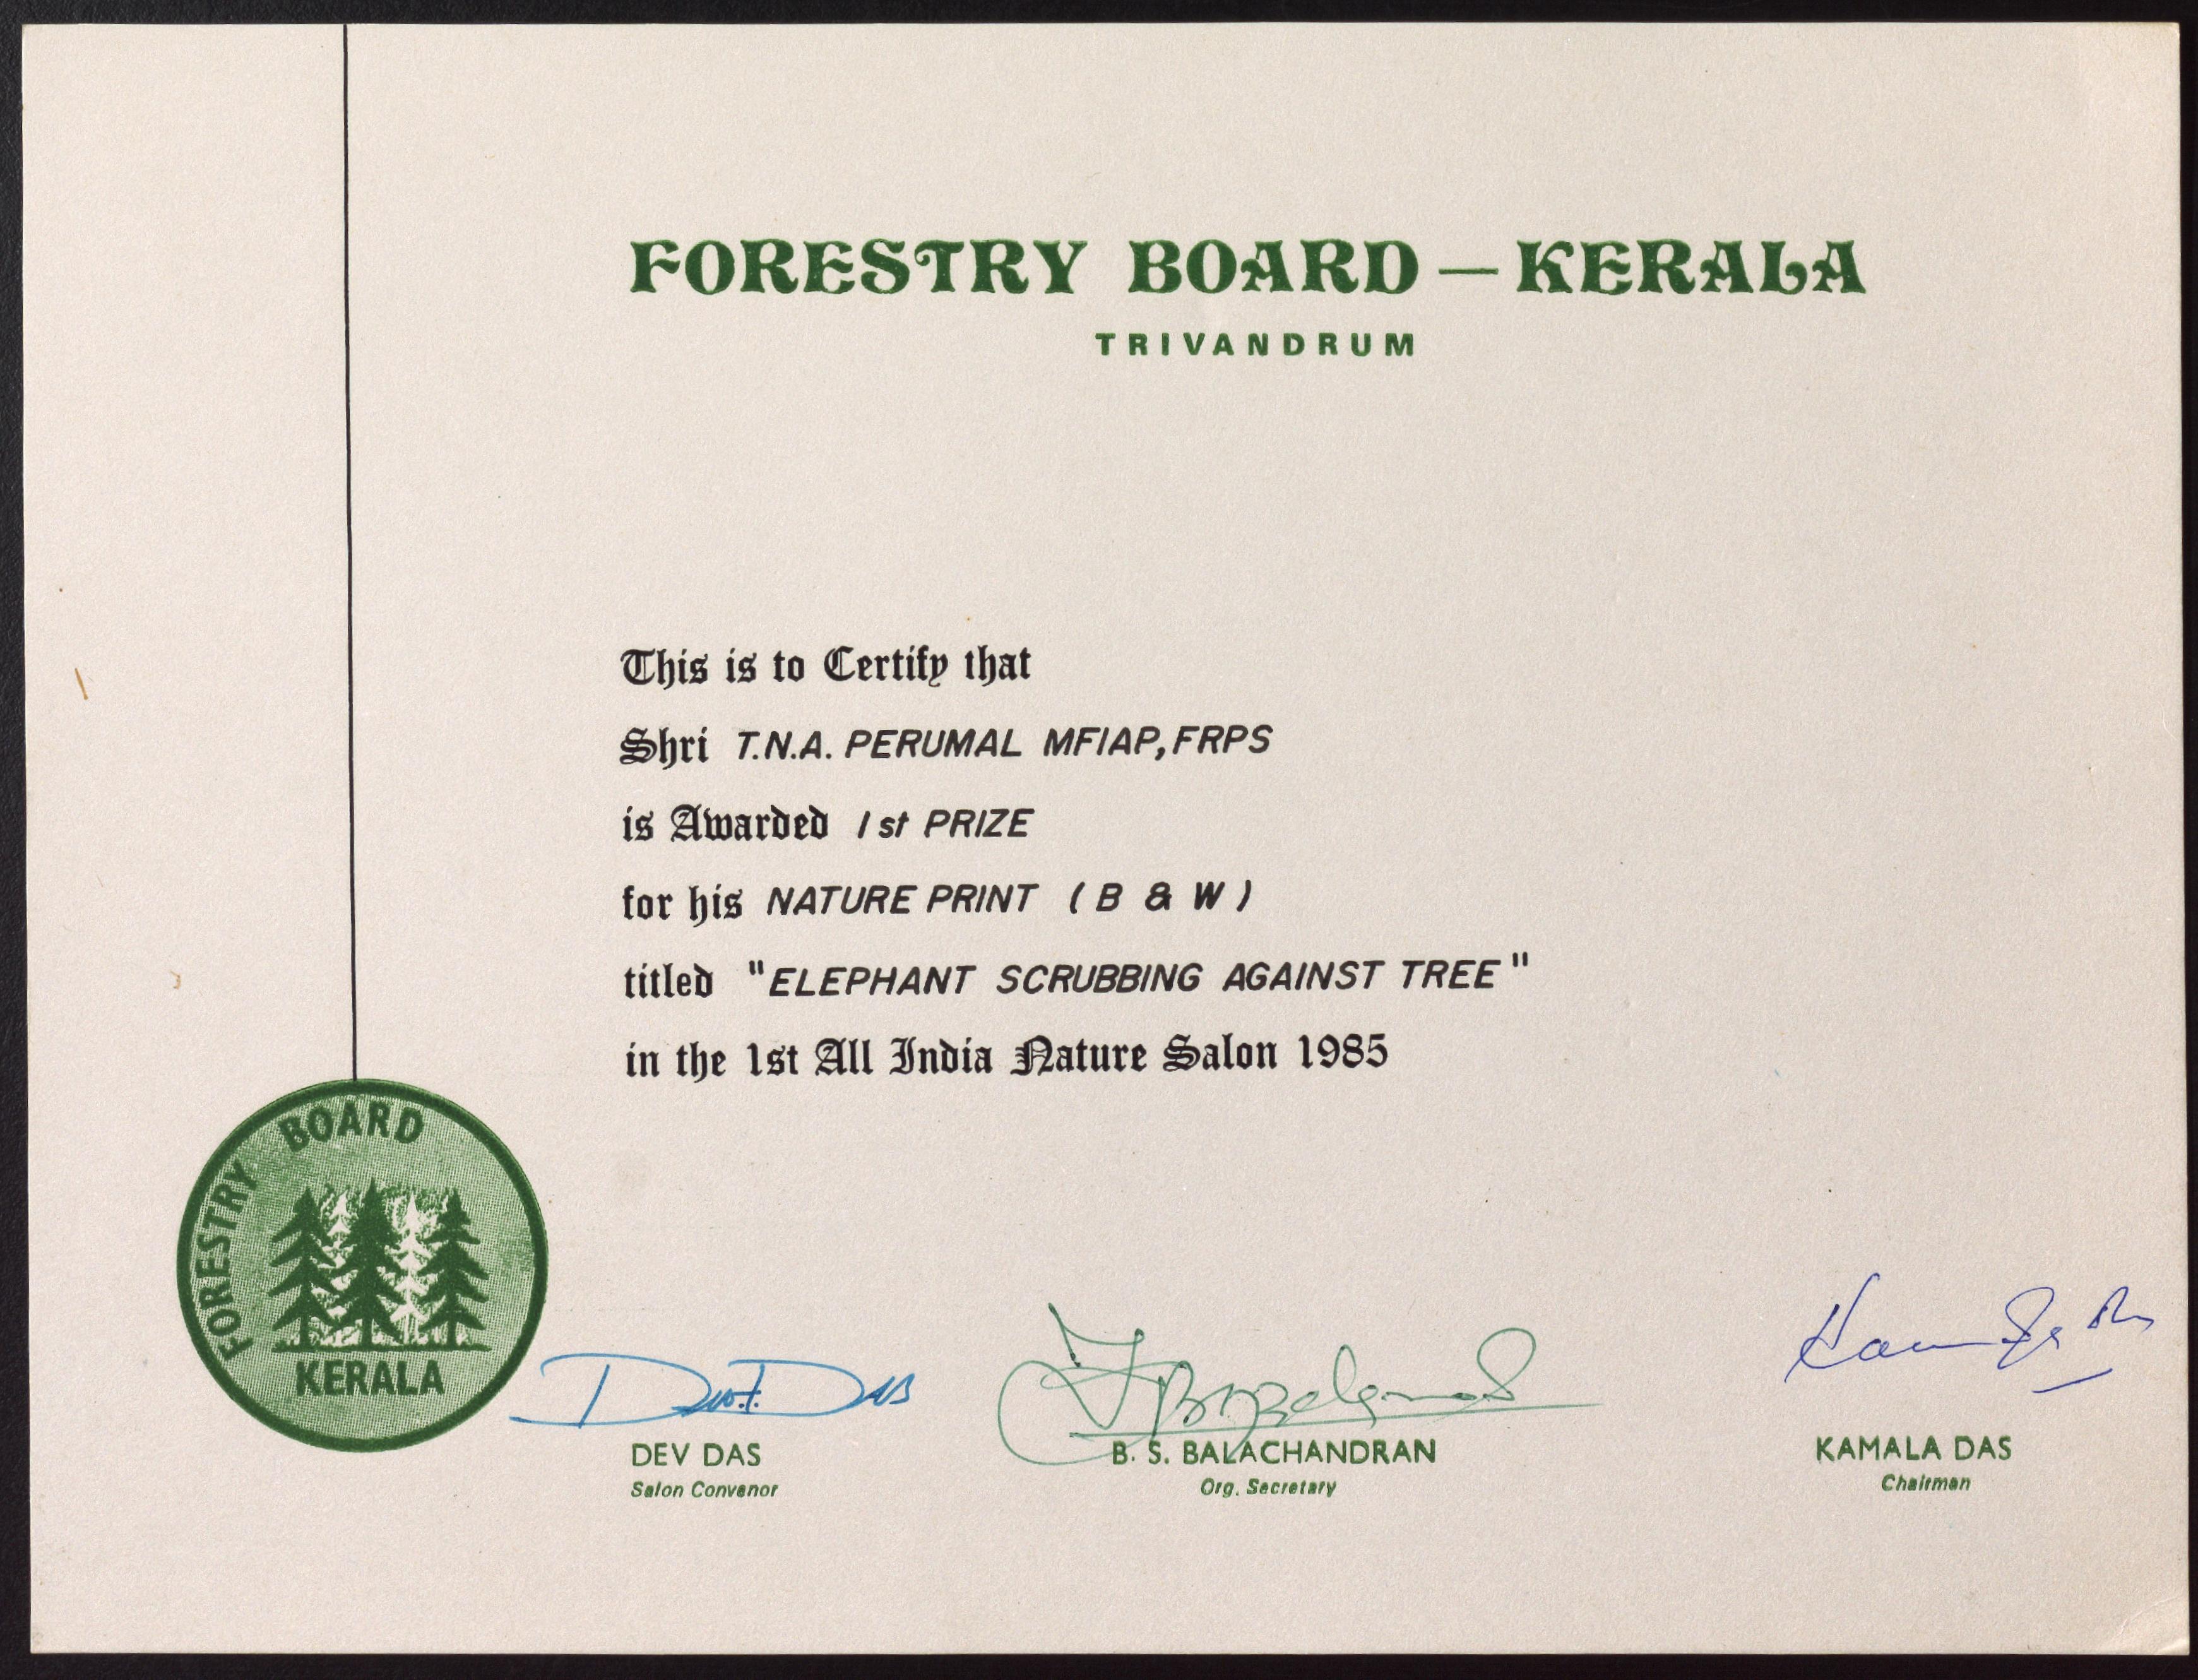 FORESTRY BOARD — KERALA
TRIVANDRUM
This is to Certify that
Shri T.N.A. PERUMAL MFIAP, FRPS
is Awarded 1st PRIZE
for his NATURE PRINT ( B & W )
titled "ELEPHANT SCRUBBING AGAINST TREE"
in the 1st All India Nature Salon 1985
FORESTRY BOARD
KERALA
Dev Das
DEV DAS
Salon Convenor
B. S. BALACHANDRAN
Org. Secretary
KAMALA DAS
Chairman